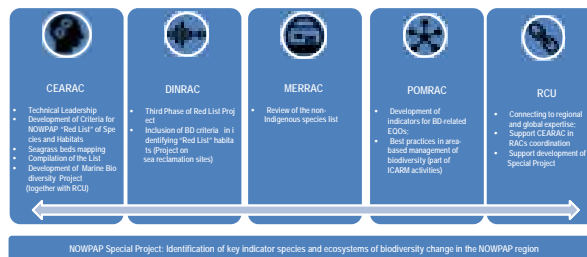 CEARAC
• Technical Leadership
• Development of Criteria for
NOWPAP “Red List” of Spe
cies and Habitats
• Seagrass beds mapping
• Compilation of the List
• Development of Marine Bio
diversity Project
(together with RCU)
DINRAC
• Third Phase of Red List Proj
ect
• Inclusion of BD criteria in i
dentifying “Red List” habita
ts (Project on
sea reclamation sites)
MERRAC
• Review of the non-
Indigenous species list
POMRAC
• Development of
indicators for BD-related
EQOs;
• Best practices in area-
based management of
biodiversity (part of
ICARM activities)
RCU
• Connecting to regional
and global expertise;
• Support CEARAC in
RACs coordination
• Support development of
Special Project
NOWPAP Special Project: Identification of key indicator species and ecosystems of biodiversity change in the NOWPAP region